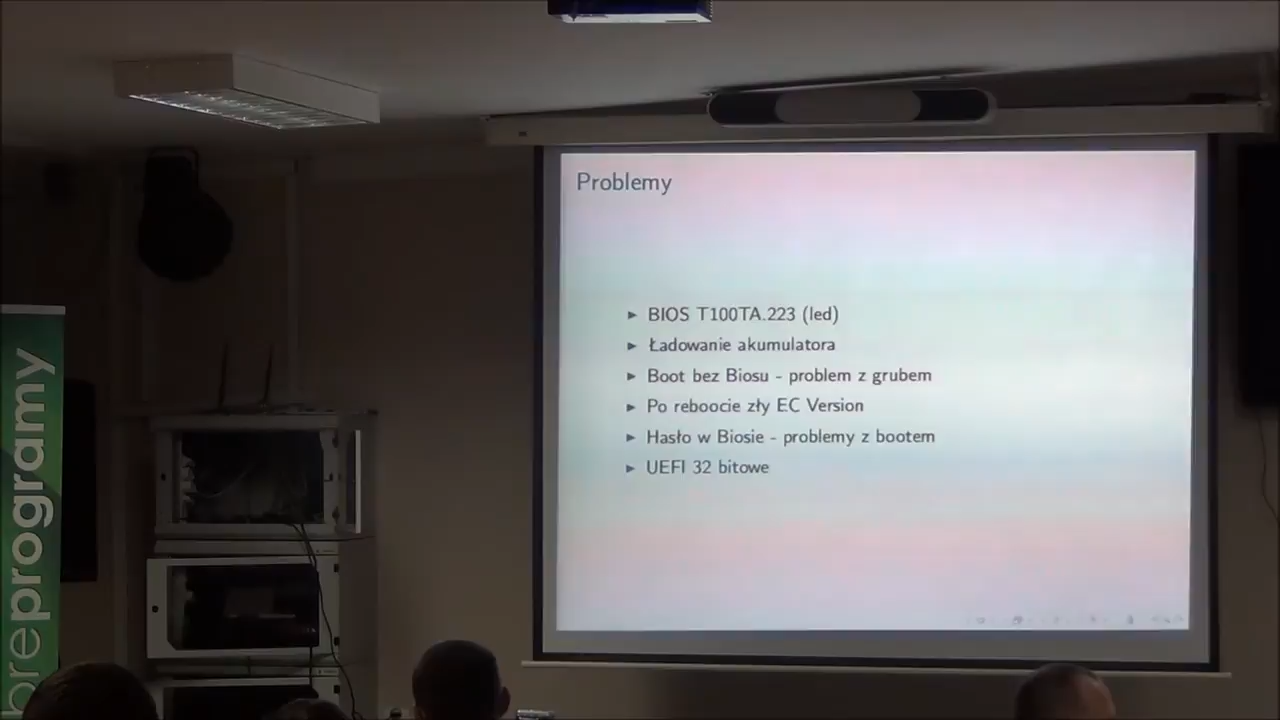 Problemy
► BIOS T100TA.223 (led)
► Ładowanie akumulatora
► Boot bez Biosu - problem z grubem
► Po reboocie zły EC Version
► Hasło w Biosie - problemy z bootem
► UEFI 32 bitowe
breprogramy